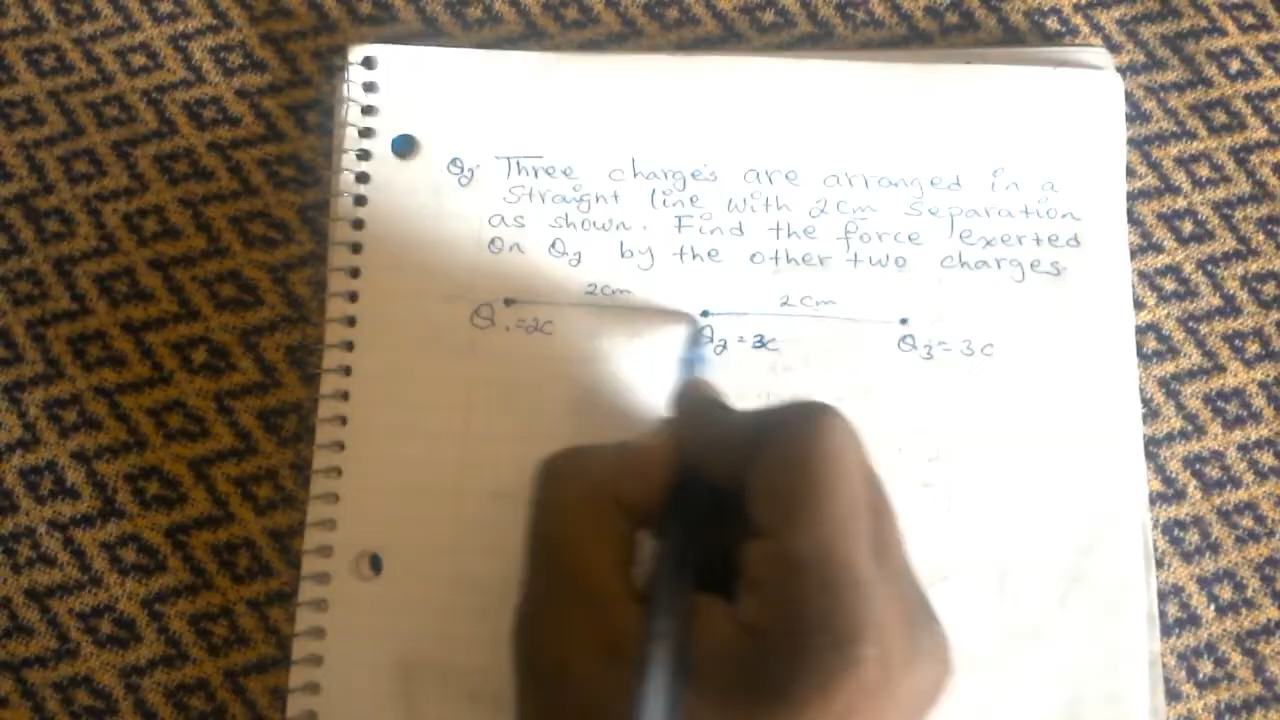 Q: Three charges are arranged in a
straight line with 2cm separation
as shown. Find the force exerted
on Q2 by the other two charges
2cm 2cm
Q1=2C Q2=3C Q3=3C